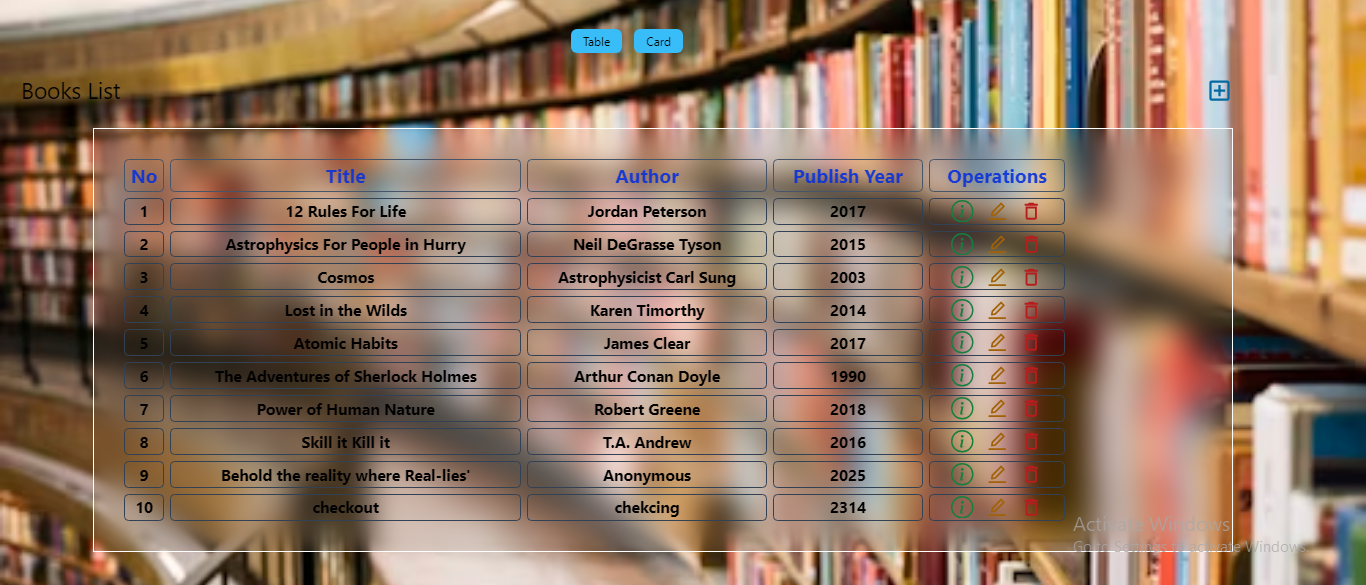 Table Card
Books List
No Title Author Publish Year Operations
1 12 Rules For Life Jordan Peterson 2017
2 Astrophysics For People in Hurry Neil DeGrasse Tyson 2015
3 Cosmos Astrophysicist Carl Sung 2003
4 Lost in the Wilds Karen Timorthy 2014
5 Atomic Habits James Clear 2017
6 The Adventures of Sherlock Holmes Arthur Conan Doyle 1990
7 Power of Human Nature Robert Greene 2018
8 Skill it Kill it T.A. Andrew 2016
9 Behold the reality where Real-lies' Anonymous 2025
10 checkout chekcing 2314
Activate Windows
Go to Settings to activate Windows.